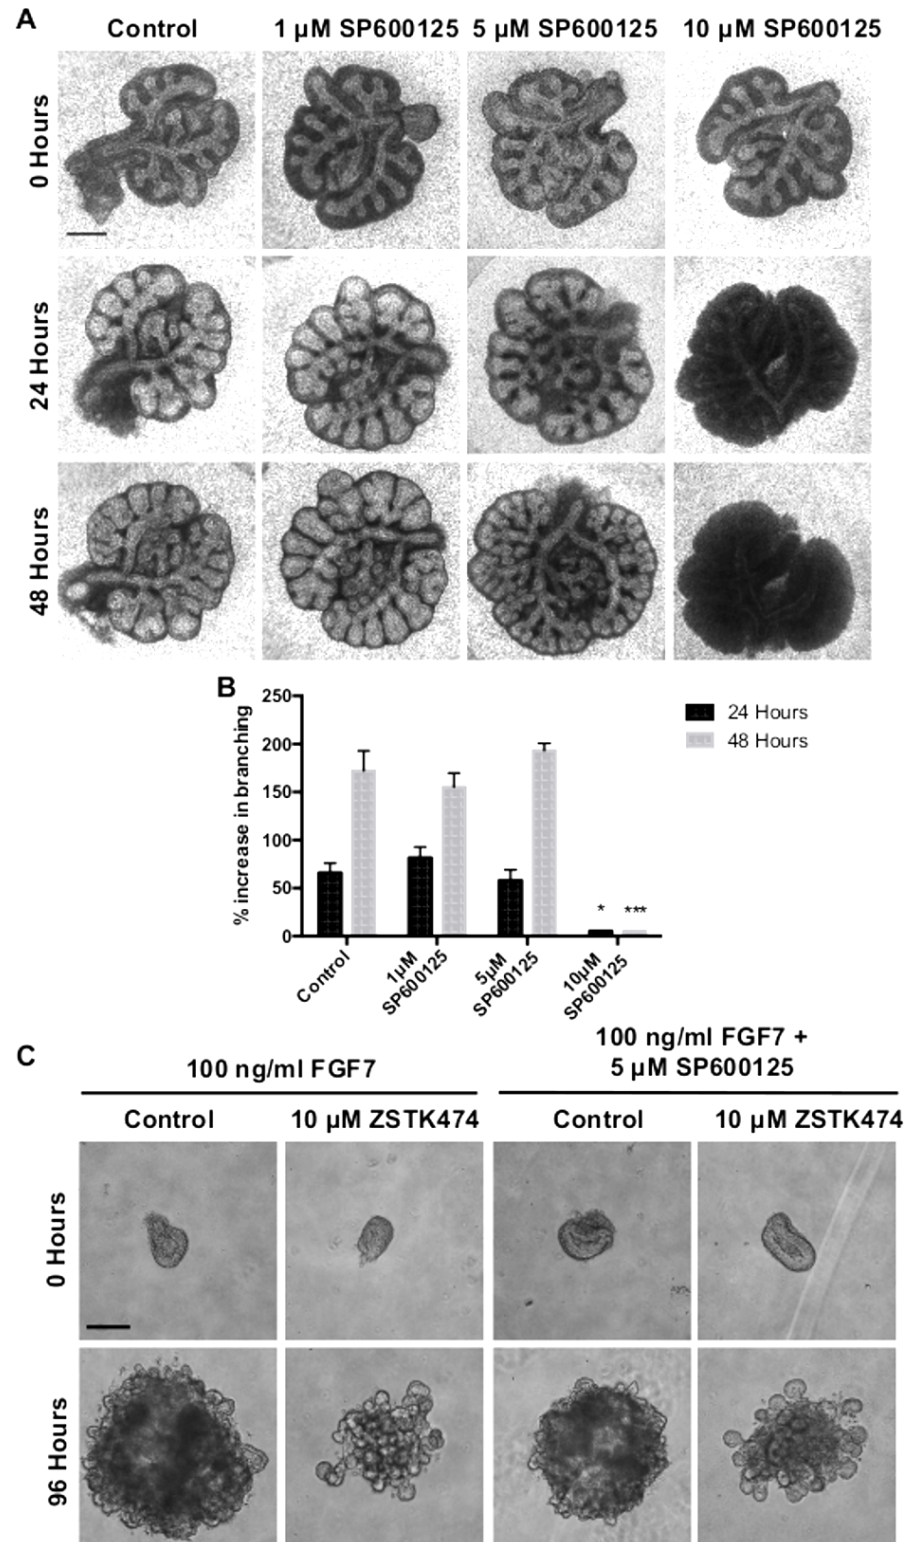 A
Control 1 µM SP600125 5 µM SP600125 10 µM SP600125
0 Hours
24 Hours
48 Hours
B
% increase in branching
250
200
150
100
50
0
24 Hours
48 Hours
* ***
Control
1µM
SP600125
5µM
SP600125
10µM
SP600125
C
100 ng/ml FGF7
100 ng/ml FGF7 +
5 µM SP600125
Control 10 µM ZSTK474 Control 10 µM ZSTK474
0 Hours
96 Hours